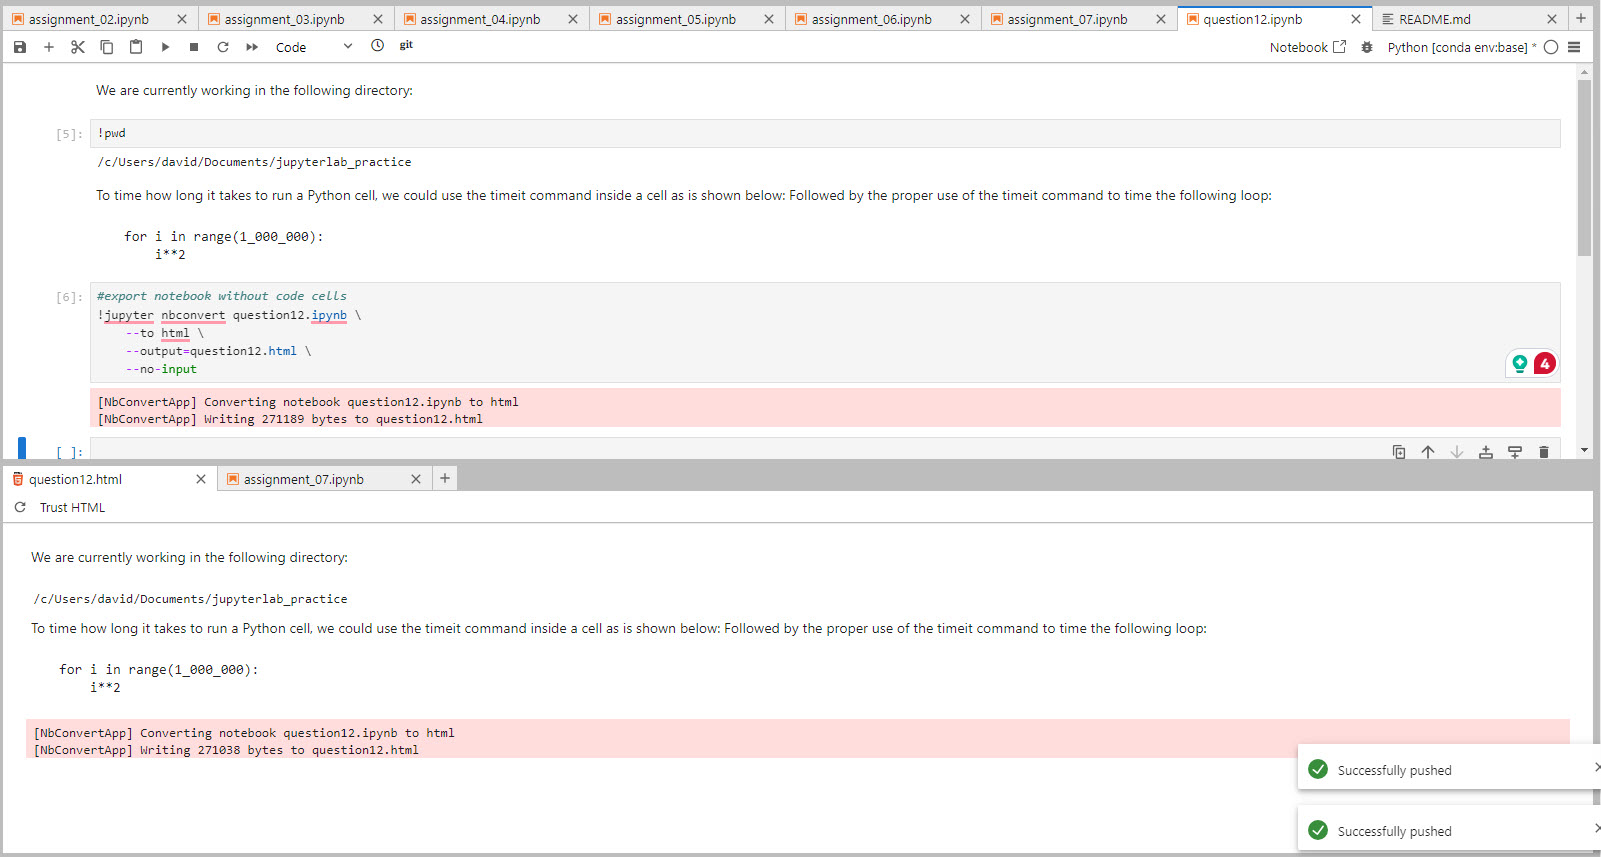 assignment_02.ipynb assignment_03.ipynb assignment_04.ipynb assignment_05.ipynb assignment_06.ipynb assignment_07.ipynb question12.ipynb README.md
Code git Notebook Python [conda env:base] *
We are currently working in the following directory:
[5]: !pwd
/c/Users/david/Documents/jupyterlab_practice
To time how long it takes to run a Python cell, we could use the timeit command inside a cell as is shown below: Followed by the proper use of the timeit command to time the following loop:
for i in range(1_000_000):
    i**2
[6]: #export notebook without code cells
!jupyter nbconvert question12.ipynb \
    --to html \
    --output=question12.html \
    --no-input
4
[NbConvertApp] Converting notebook question12.ipynb to html
[NbConvertApp] Writing 271189 bytes to question12.html
[ ]:
question12.html assignment_07.ipynb
Trust HTML
We are currently working in the following directory:
/c/Users/david/Documents/jupyterlab_practice
To time how long it takes to run a Python cell, we could use the timeit command inside a cell as is shown below: Followed by the proper use of the timeit command to time the following loop:
for i in range(1_000_000):
    i**2
[NbConvertApp] Converting notebook question12.ipynb to html
[NbConvertApp] Writing 271038 bytes to question12.html
Successfully pushed
Successfully pushed